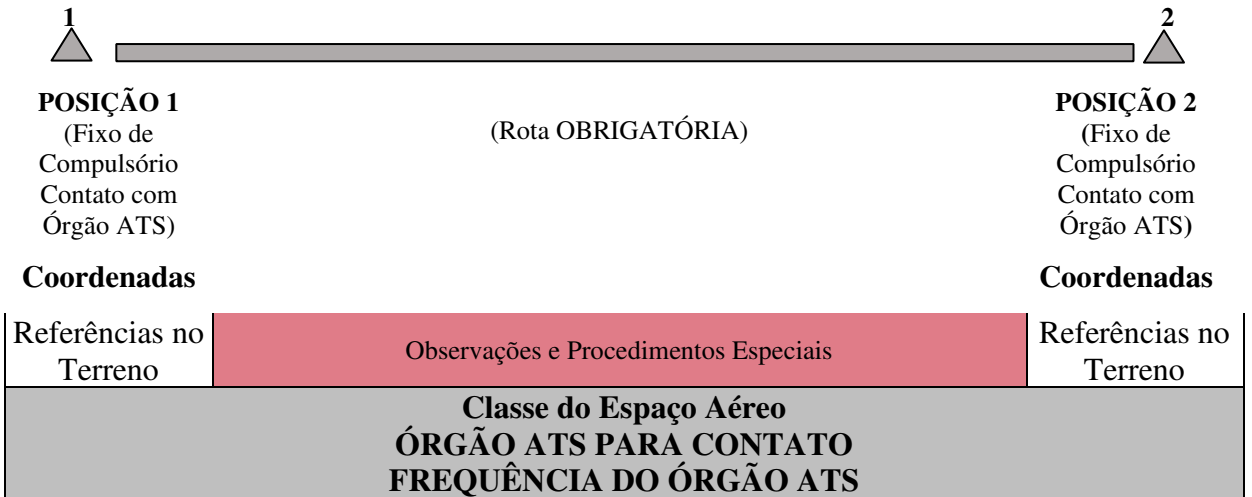 1
2
POSIÇÃO 1
(Fixo de
Compulsório
Contato com
Órgão ATS)
(Rota OBRIGATÓRIA)
POSIÇÃO 2
(Fixo de
Compulsório
Contato com
Órgão ATS)
Coordenadas
Coordenadas
Referências no
Terreno
Observações e Procedimentos Especiais
Referências no
Terreno
Classe do Espaço Aéreo
ÓRGÃO ATS PARA CONTATO
FREQUÊNCIA DO ÓRGÃO ATS